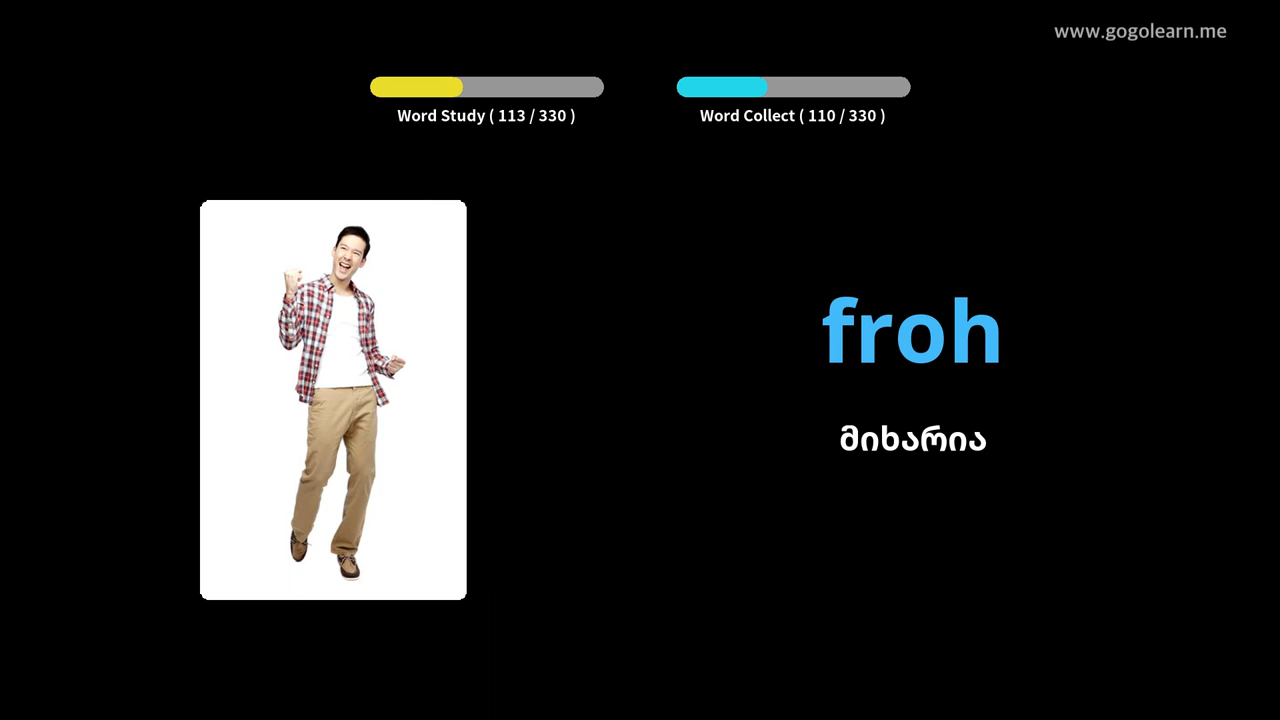 www.gogolearn.me
Word Study ( 113 / 330 )
Word Collect ( 110 / 330 )
froh
მიხარია